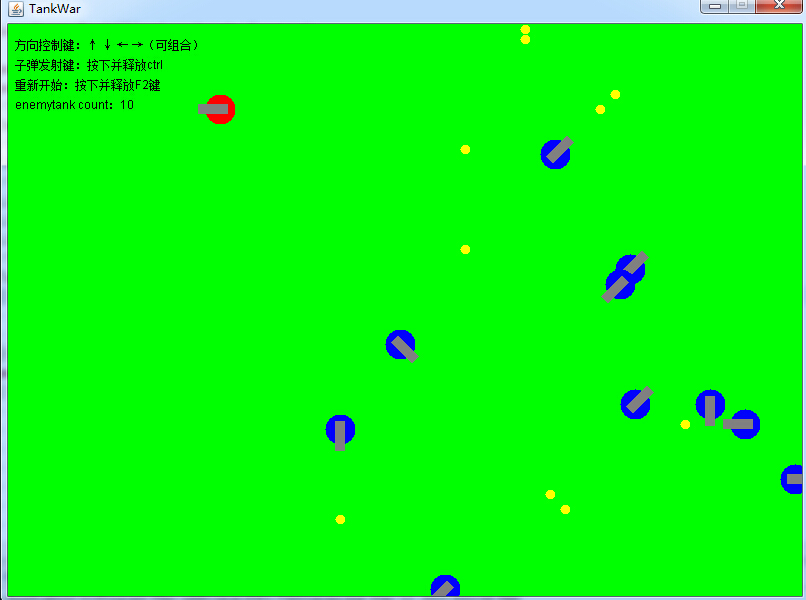 TankWar
方向控制键：↑ ↓ ← →（可组合）
子弹发射键：按下并释放ctrl
重新开始：按下并释放F2键
enemytank count：10